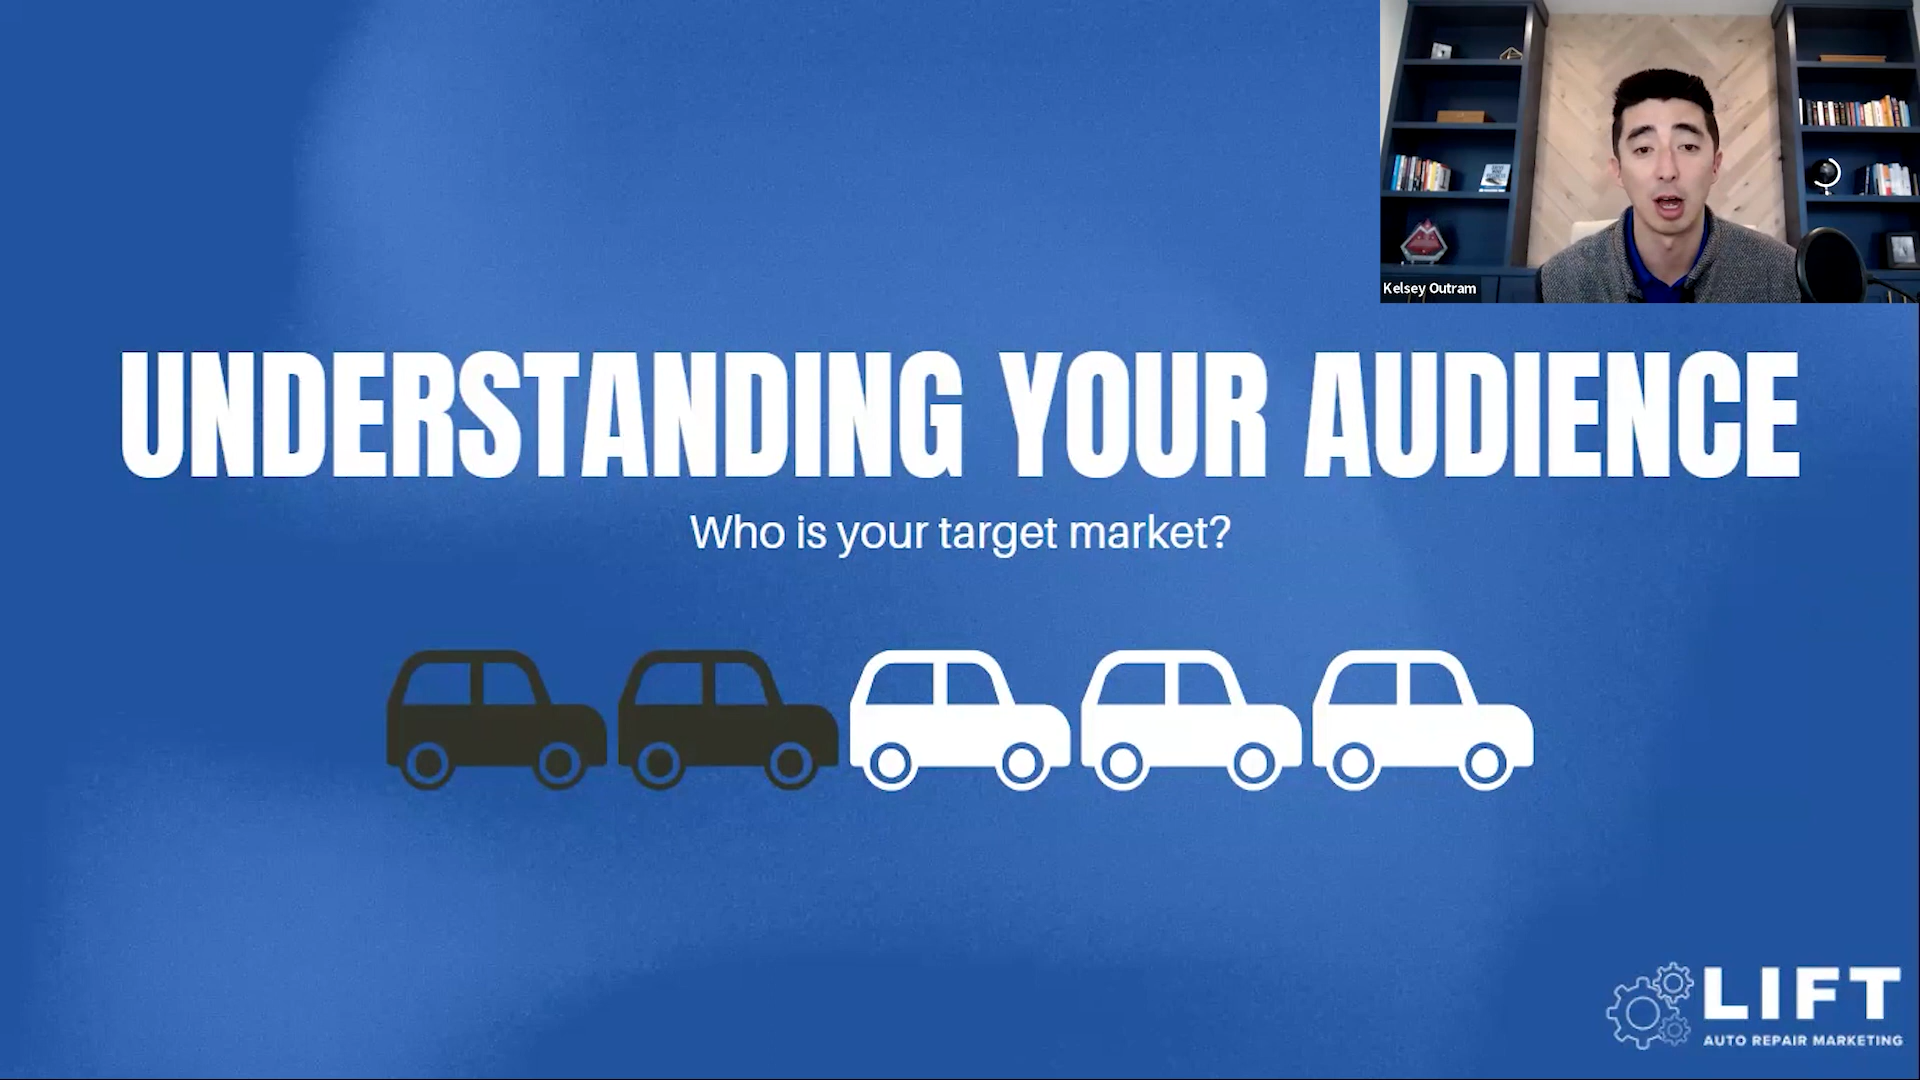 Kelsey Outram
UNDERSTANDING YOUR AUDIENCE
Who is your target market?
LIFT
AUTO REPAIR MARKETING